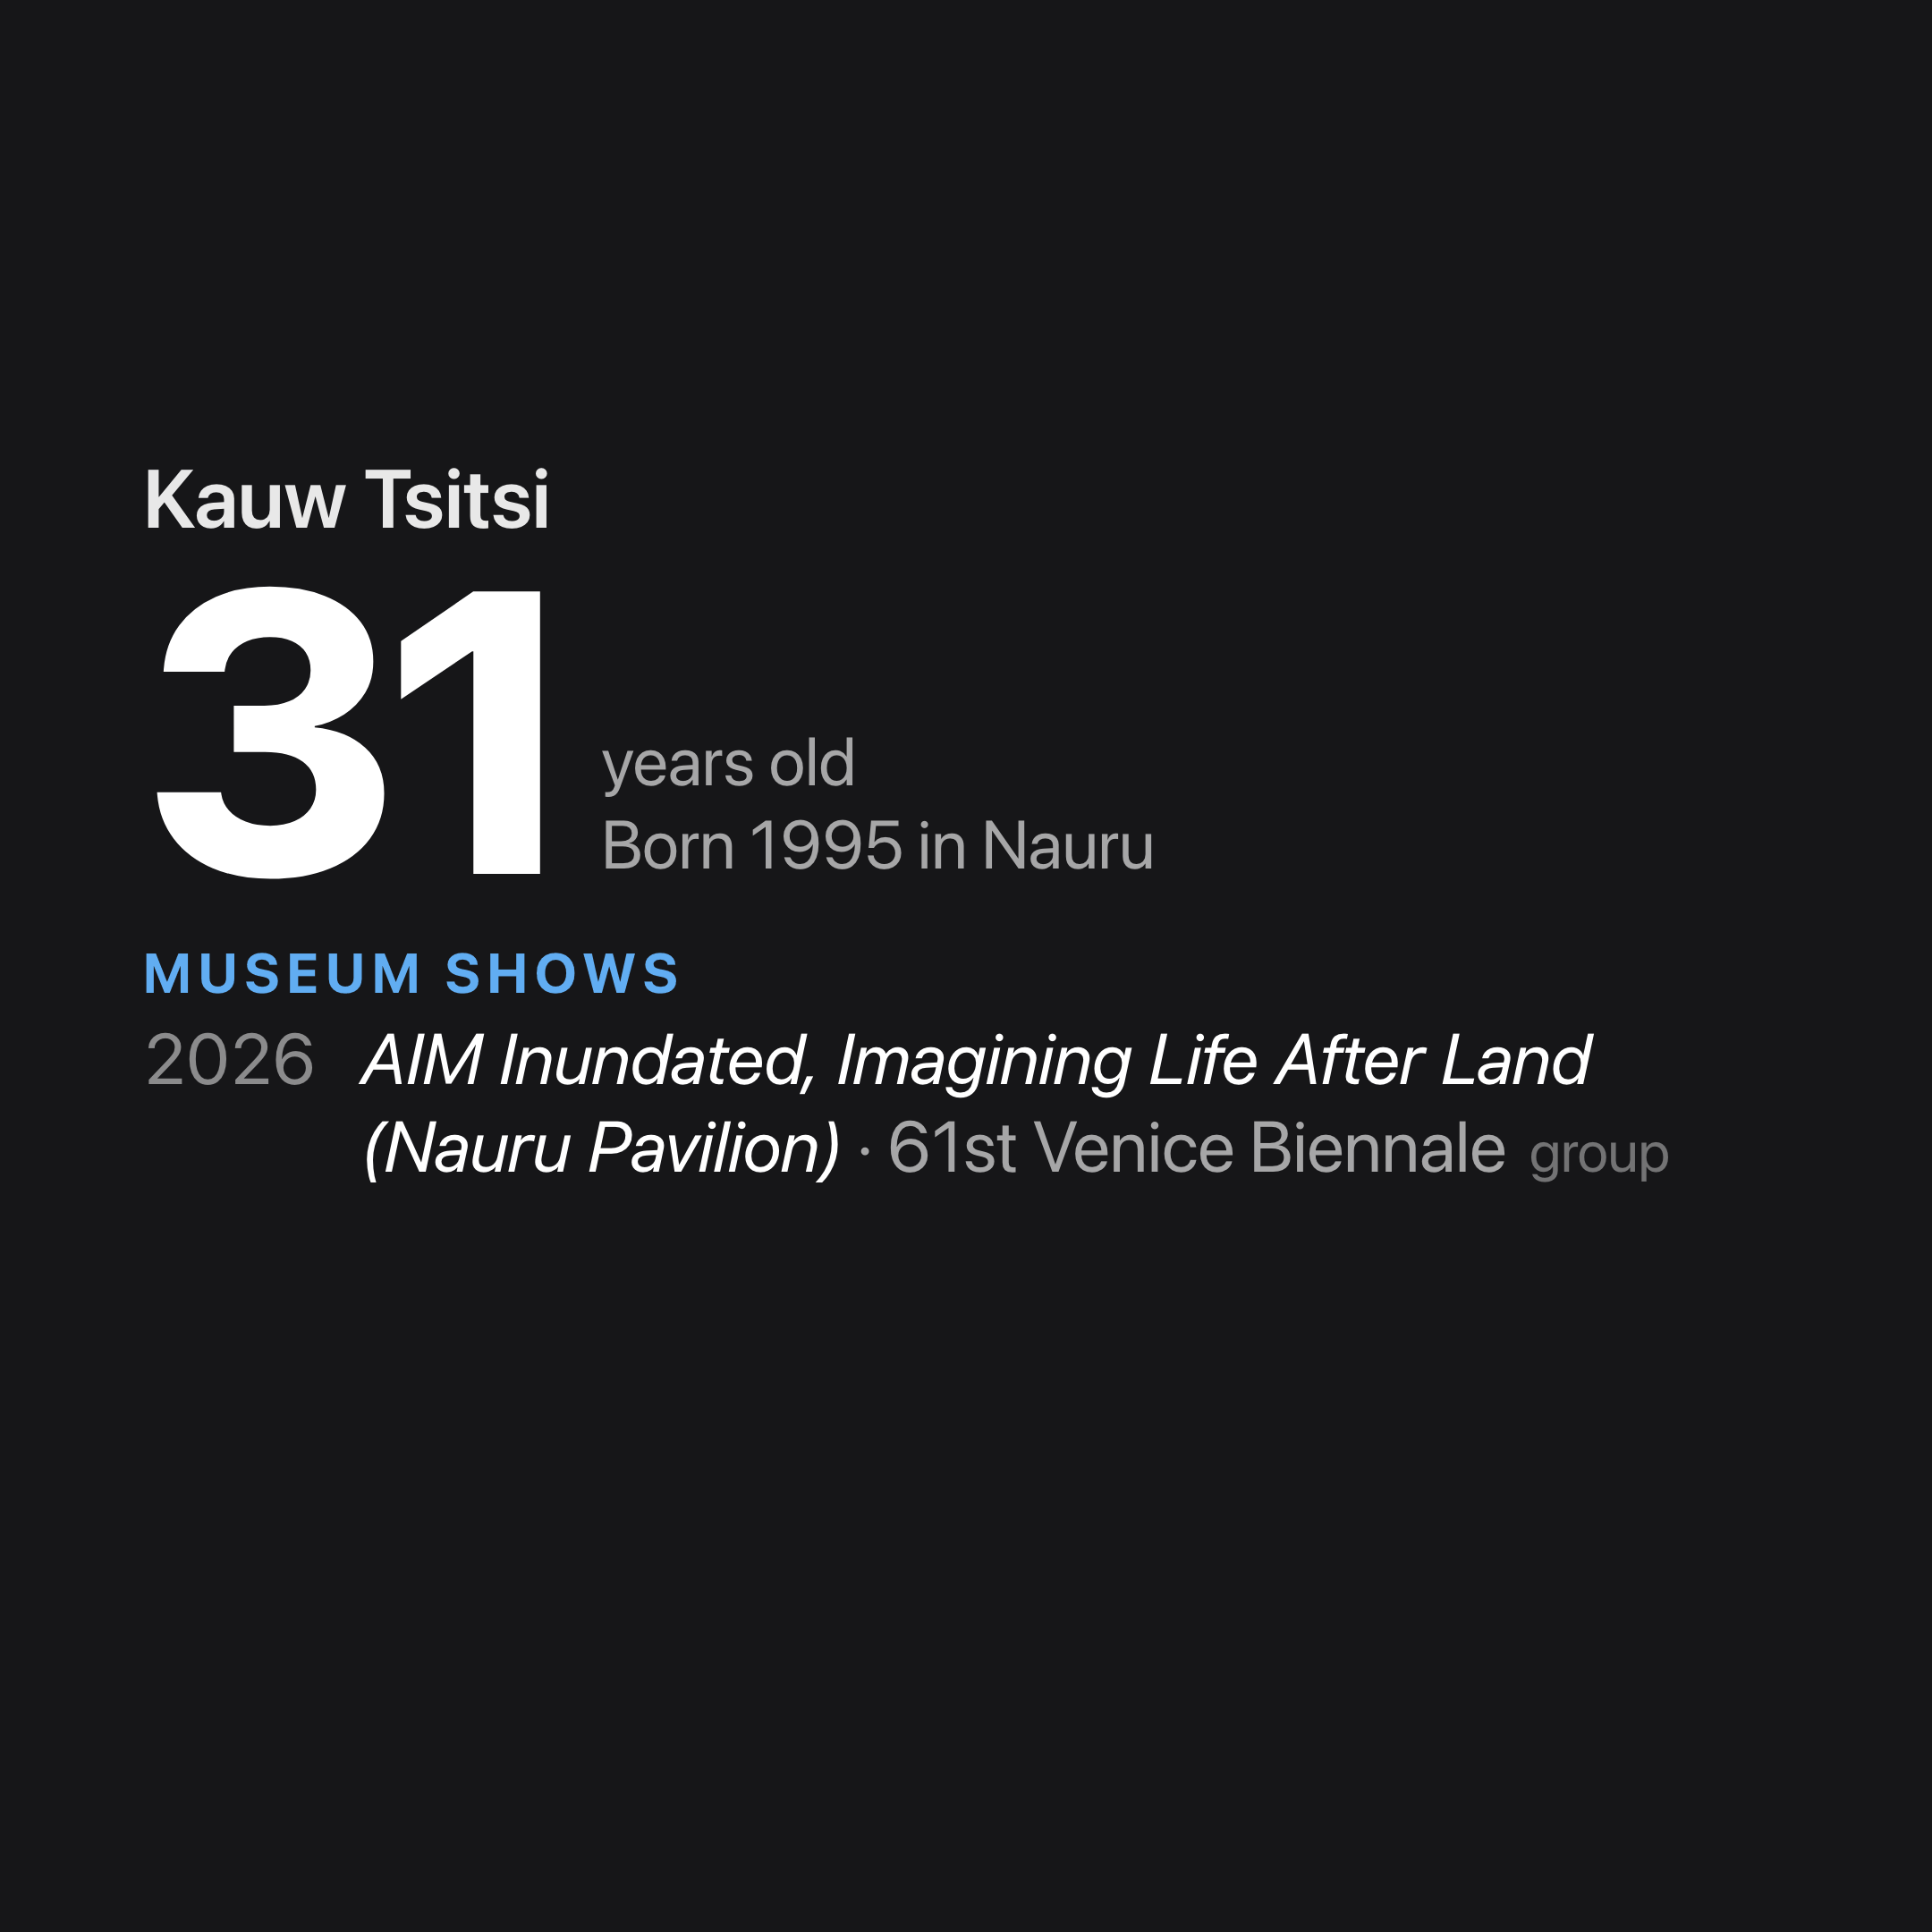 Kauw Tsitsi
31
years old
Born 1995 in Nauru
MUSEUM SHOWS
2026 AIM Inundated, Imagining Life After Land
(Nauru Pavilion) · 61st Venice Biennale group